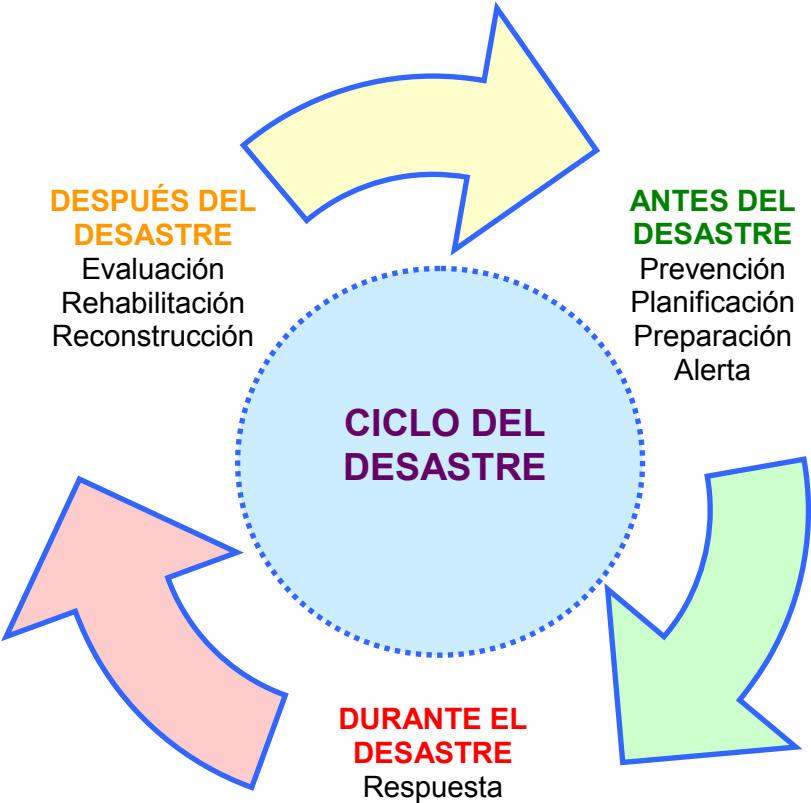 DESPUÉS DEL
DESASTRE
Evaluación
Rehabilitación
Reconstrucción
ANTES DEL
DESASTRE
Prevención
Planificación
Preparación
Alerta
CICLO DEL
DESASTRE
DURANTE EL
DESASTRE
Respuesta